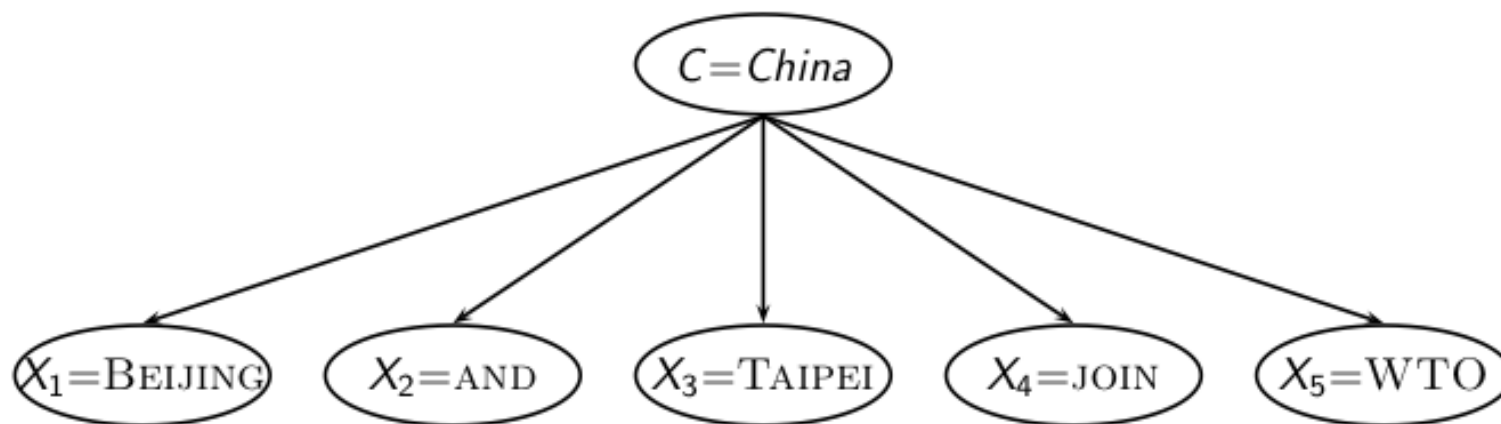 C=China
X₁=BEIJING X₂=AND X₃=TAIPEI X₄=JOIN X₅=WTO